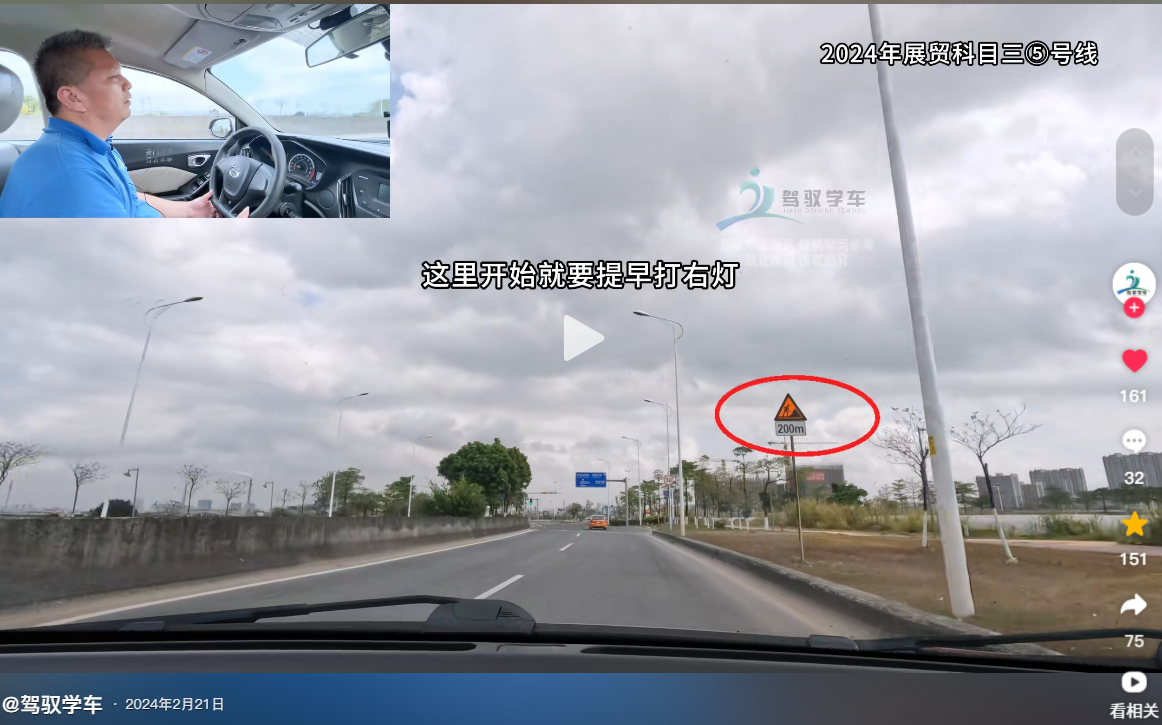 2024年展贸科目三⑤号线
驾驭学车
这里开始就要提早打右灯
200m
161
32
151
75
@驾驭学车 · 2024年2月21日
看相关